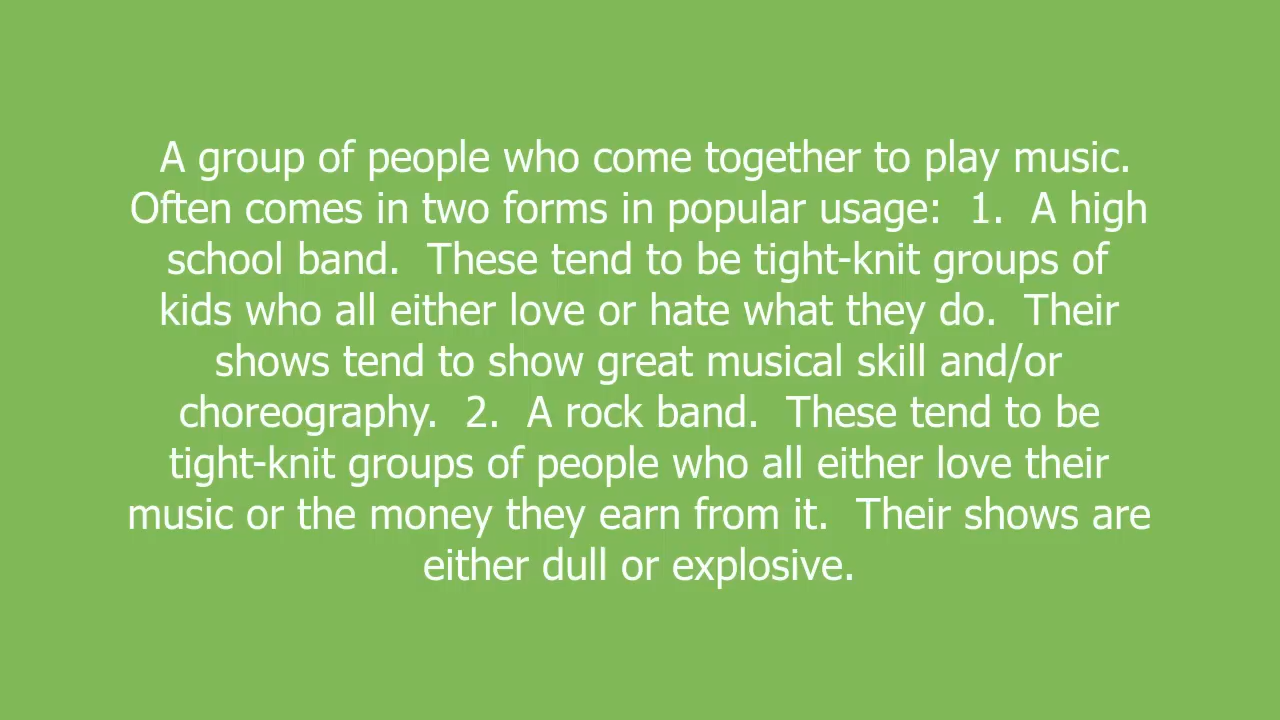 A group of people who come together to play music.
Often comes in two forms in popular usage:  1.  A high
school band.  These tend to be tight-knit groups of
kids who all either love or hate what they do.  Their
shows tend to show great musical skill and/or
choreography.  2.  A rock band.  These tend to be
tight-knit groups of people who all either love their
music or the money they earn from it.  Their shows are
either dull or explosive.